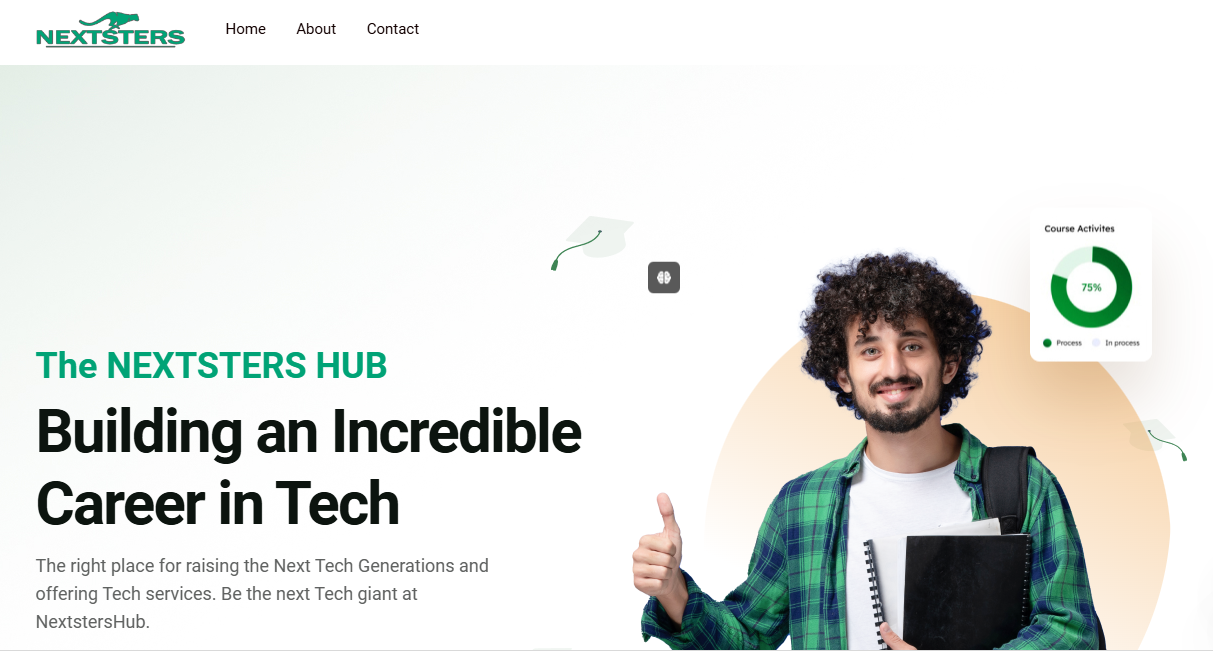 NEXTSTERS
Home About Contact
Course Activites
75%
Process In process
The NEXTSTERS HUB
Building an Incredible
Career in Tech
The right place for raising the Next Tech Generations and
offering Tech services. Be the next Tech giant at
NextstersHub.